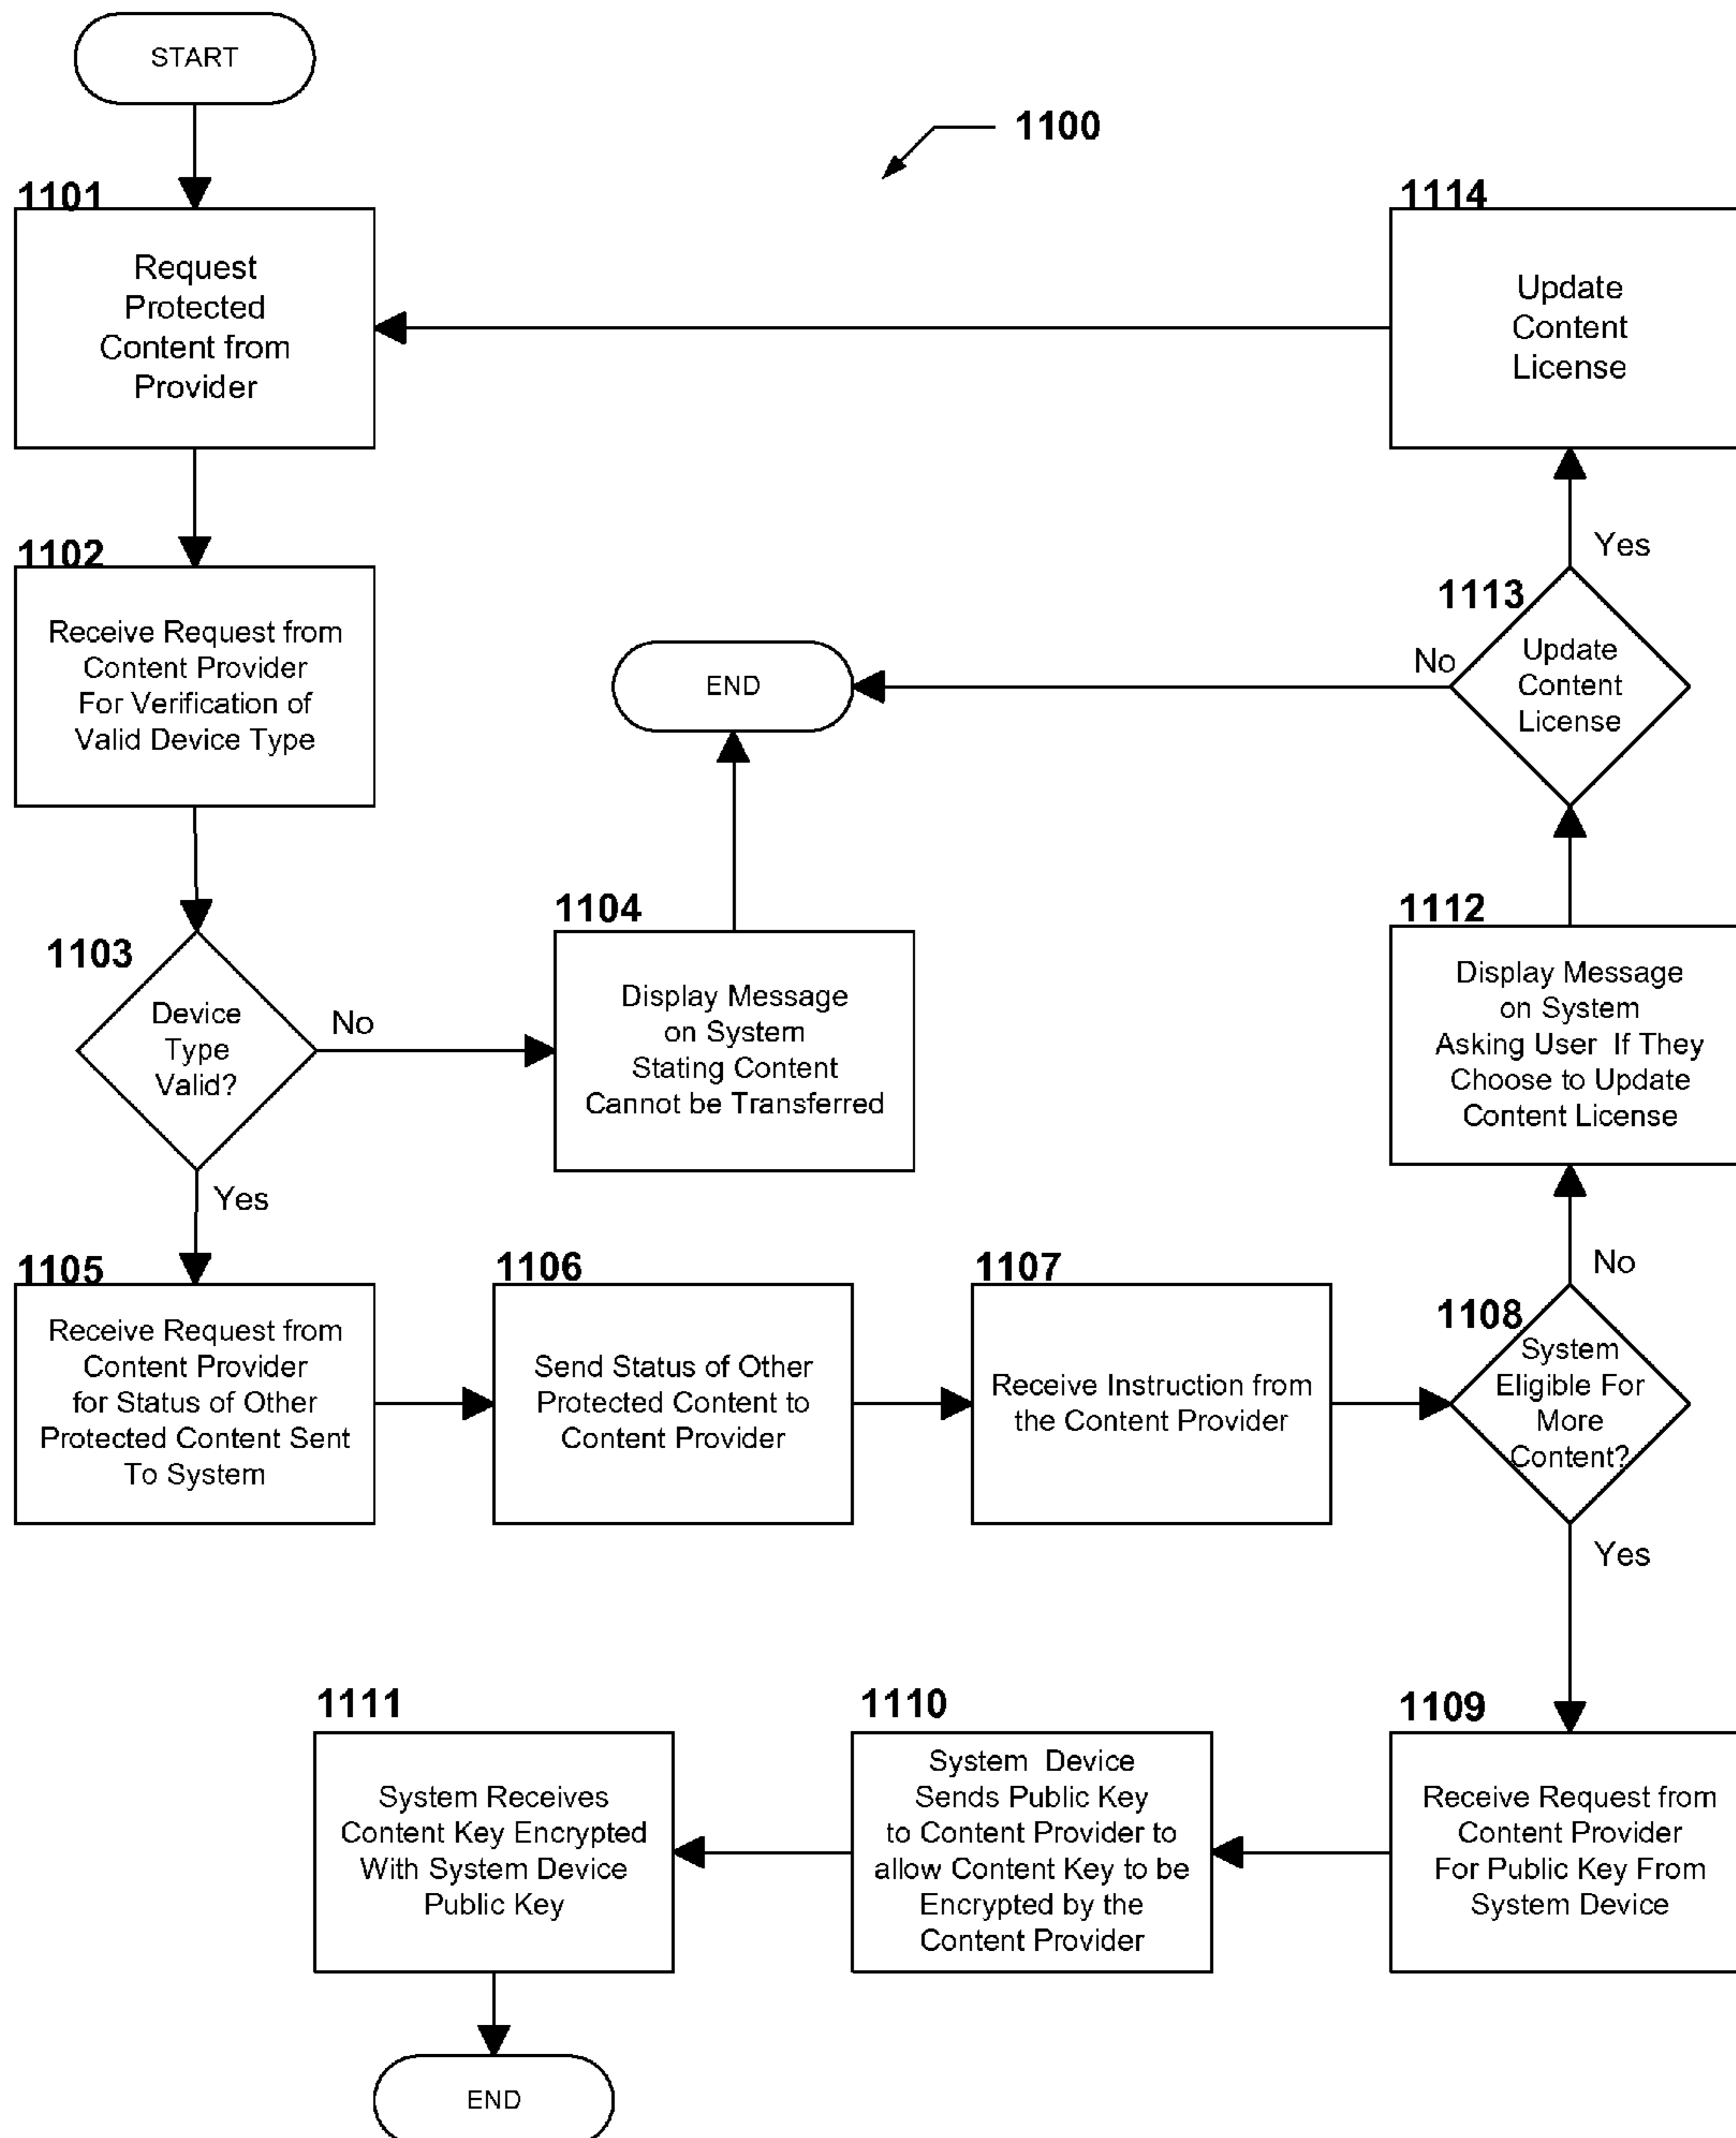 START
1100
1101
Request
Protected
Content from
Provider
1114
Update
Content
License
1102
Receive Request from
Content Provider
For Verification of
Valid Device Type
Yes
1113
Update
Content
License
No
END
1103
Device
Type
Valid?
No
Yes
1104
Display Message
on System
Stating Content
Cannot be Transferred
1112
Display Message
on System
Asking User If They
Choose to Update
Content License
1105
Receive Request from
Content Provider
for Status of Other
Protected Content Sent
To System
1106
Send Status of Other
Protected Content to
Content Provider
1107
Receive Instruction from
the Content Provider
No
1108
System
Eligible For
More
Content?
Yes
1111
System Receives
Content Key Encrypted
With System Device
Public Key
1110
System Device
Sends Public Key
to Content Provider to
allow Content Key to be
Encrypted by the
Content Provider
1109
Receive Request from
Content Provider
For Public Key From
System Device
END